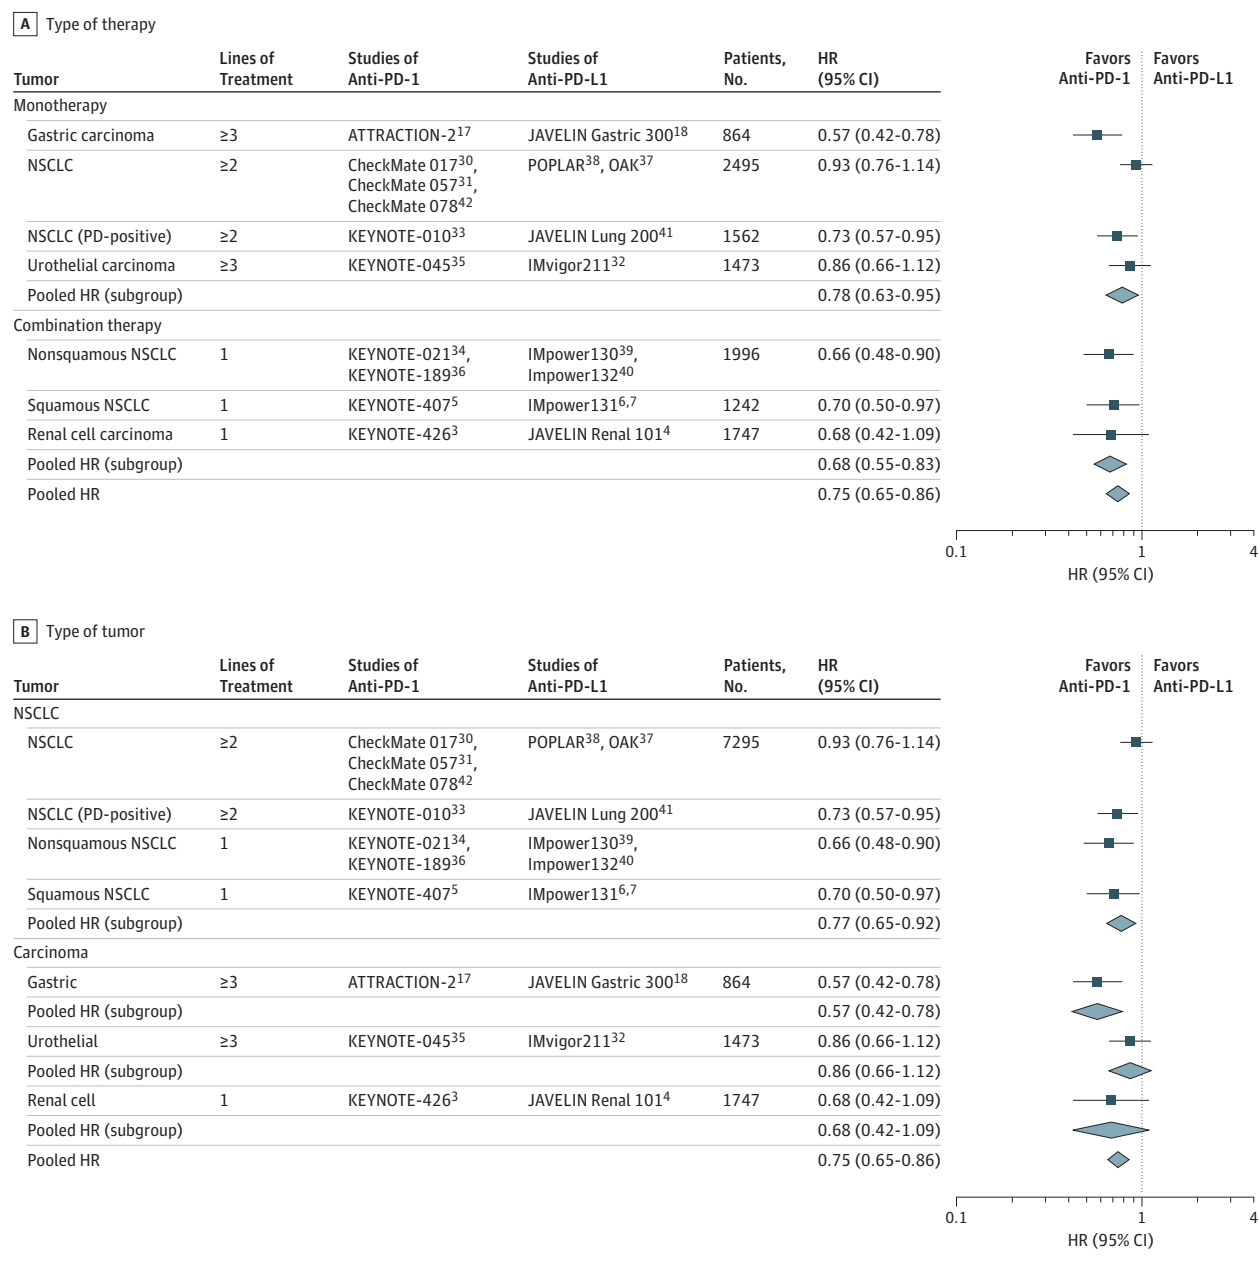 A Type of therapy
Lines of Studies of Studies of Patients, HR Favors Favors
Tumor Treatment Anti-PD-1 Anti-PD-L1 No. (95% CI) Anti-PD-1 Anti-PD-L1
Monotherapy
Gastric carcinoma ≥3 ATTRACTION-2¹⁷ JAVELIN Gastric 300¹⁸ 864 0.57 (0.42-0.78)
NSCLC ≥2 CheckMate 017³⁰, POPLAR³⁸, OAK³⁷ 2495 0.93 (0.76-1.14)
CheckMate 057³¹,
CheckMate 078⁴²
NSCLC (PD-positive) ≥2 KEYNOTE-010³³ JAVELIN Lung 200⁴¹ 1562 0.73 (0.57-0.95)
Urothelial carcinoma ≥3 KEYNOTE-045³⁵ IMvigor211³² 1473 0.86 (0.66-1.12)
Pooled HR (subgroup) 0.78 (0.63-0.95)
Combination therapy
Nonsquamous NSCLC 1 KEYNOTE-021³⁴, IMpower130³⁹, 1996 0.66 (0.48-0.90)
KEYNOTE-189³⁶ Impower132⁴⁰
Squamous NSCLC 1 KEYNOTE-407⁵ IMpower131⁶,⁷ 1242 0.70 (0.50-0.97)
Renal cell carcinoma 1 KEYNOTE-426³ JAVELIN Renal 101⁴ 1747 0.68 (0.42-1.09)
Pooled HR (subgroup) 0.68 (0.55-0.83)
Pooled HR 0.75 (0.65-0.86)
0.1 1 4
HR (95% CI)
B Type of tumor
Lines of Studies of Studies of Patients, HR Favors Favors
Tumor Treatment Anti-PD-1 Anti-PD-L1 No. (95% CI) Anti-PD-1 Anti-PD-L1
NSCLC
NSCLC ≥2 CheckMate 017³⁰, POPLAR³⁸, OAK³⁷ 7295 0.93 (0.76-1.14)
CheckMate 057³¹,
CheckMate 078⁴²
NSCLC (PD-positive) ≥2 KEYNOTE-010³³ JAVELIN Lung 200⁴¹ 0.73 (0.57-0.95)
Nonsquamous NSCLC 1 KEYNOTE-021³⁴, IMpower130³⁹, 0.66 (0.48-0.90)
KEYNOTE-189³⁶ Impower132⁴⁰
Squamous NSCLC 1 KEYNOTE-407⁵ IMpower131⁶,⁷ 0.70 (0.50-0.97)
Pooled HR (subgroup) 0.77 (0.65-0.92)
Carcinoma
Gastric ≥3 ATTRACTION-2¹⁷ JAVELIN Gastric 300¹⁸ 864 0.57 (0.42-0.78)
Pooled HR (subgroup) 0.57 (0.42-0.78)
Urothelial ≥3 KEYNOTE-045³⁵ IMvigor211³² 1473 0.86 (0.66-1.12)
Pooled HR (subgroup) 0.86 (0.66-1.12)
Renal cell 1 KEYNOTE-426³ JAVELIN Renal 101⁴ 1747 0.68 (0.42-1.09)
Pooled HR (subgroup) 0.68 (0.42-1.09)
Pooled HR 0.75 (0.65-0.86)
0.1 1 4
HR (95% CI)